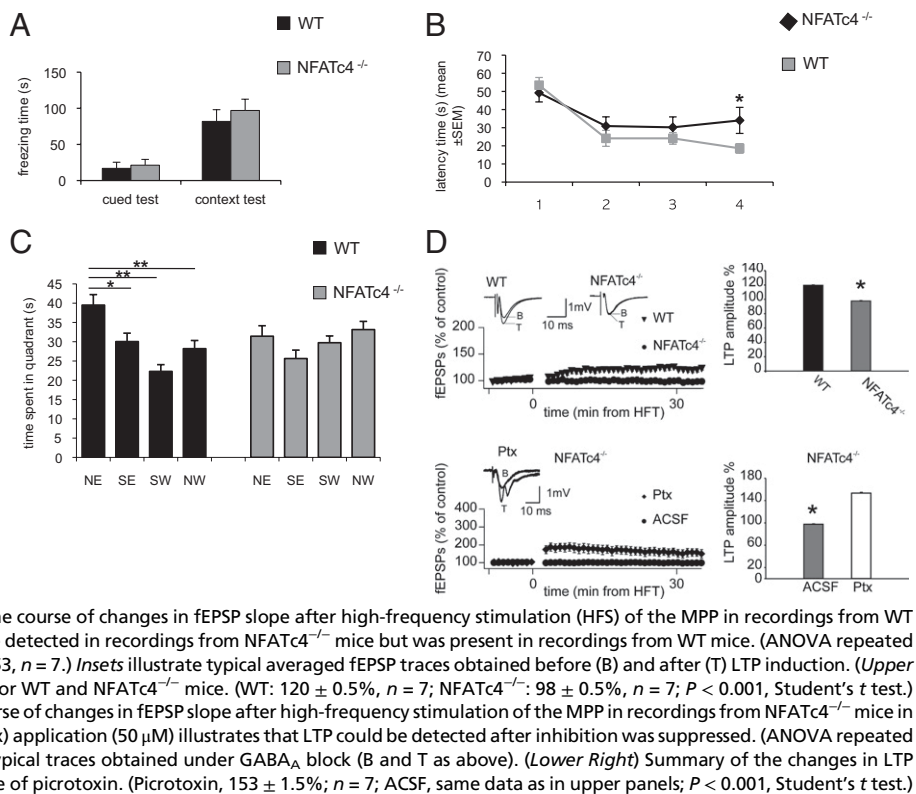 A
WT
NFATc4 -/-
freezing time (s)
150
100
50
0
cued test
context test
B
NFATc4 -/-
WT
latency time (s) (mean
±SEM)
70
60
50
40
30
20
10
0
*
1
2
3
4
C
WT
NFATc4 -/-
time spent in quadrant (s)
45
40
35
30
25
20
15
10
5
0
**
**
*
NE SE SW NW NE SE SW NW
D
WT
NFATc4-/-
B
T
1mV
10 ms
B
T
WT
NFATc4-/-
fEPSPs (% of control)
200
150
100
0
30
time (min from HFT)
LTP amplitude %
140
120
100
80
60
40
20
0
*
WT
NFATc4-/-
Ptx
NFATc4-/-
B
T
1mV
10 ms
Ptx
ACSF
fEPSPs (% of control)
400
300
200
100
0
30
time (min from HFT)
NFATc4-/-
LTP amplitude %
180
140
100
60
20
0
*
ACSF
Ptx
ne course of changes in fEPSP slope after high-frequency stimulation (HFS) of the MPP in recordings from WT
detected in recordings from NFATc4−/− mice but was present in recordings from WT mice. (ANOVA repeated
53, n = 7.) Insets illustrate typical averaged fEPSP traces obtained before (B) and after (T) LTP induction. (Upper
or WT and NFATc4−/− mice. (WT: 120 ± 0.5%, n = 7; NFATc4−/−: 98 ± 0.5%, n = 7; P < 0.001, Student's t test.)
rse of changes in fEPSP slope after high-frequency stimulation of the MPP in recordings from NFATc4−/− mice in
x) application (50 μM) illustrates that LTP could be detected after inhibition was suppressed. (ANOVA repeated
ypical traces obtained under GABAA block (B and T as above). (Lower Right) Summary of the changes in LTP
e of picrotoxin. (Picrotoxin, 153 ± 1.5%; n = 7; ACSF, same data as in upper panels; P < 0.001, Student's t test.)